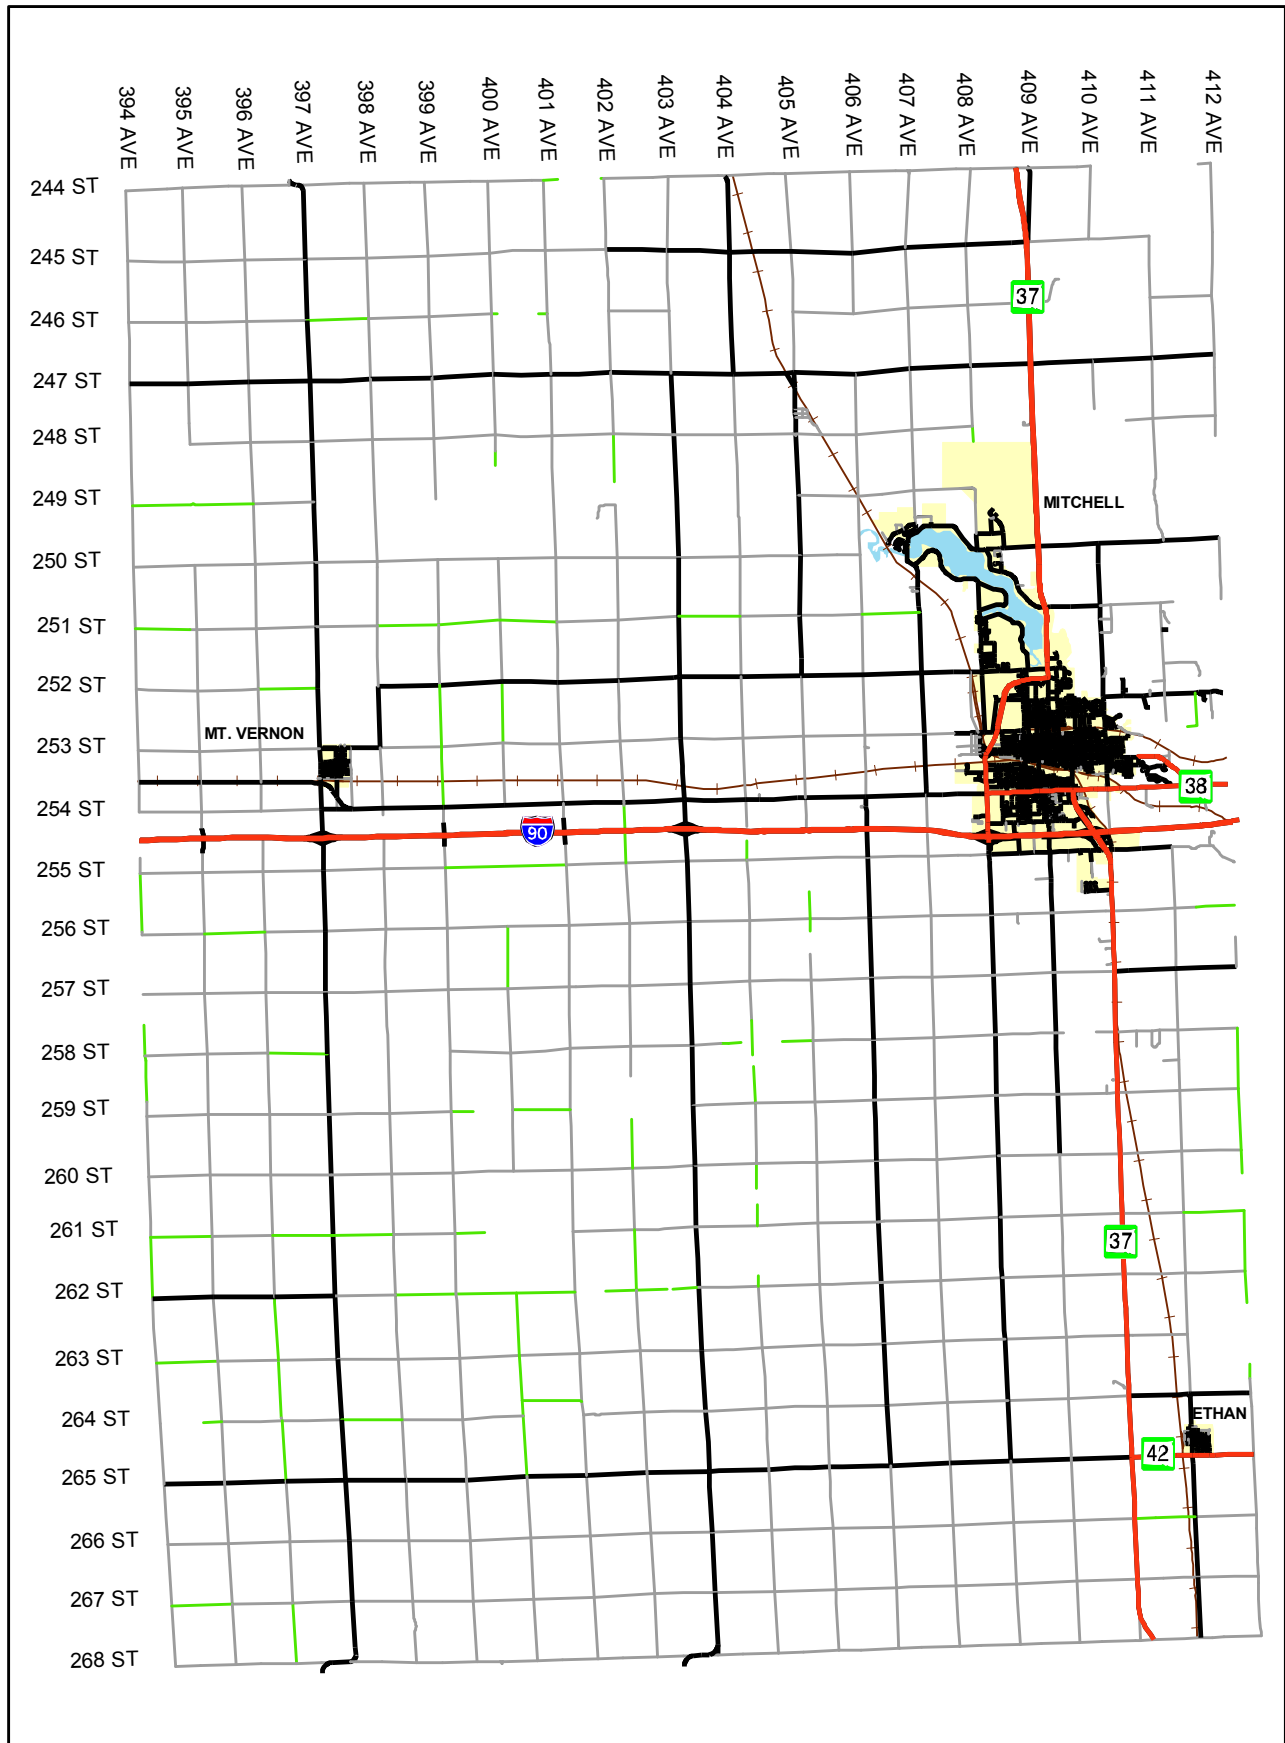 394 AVE
395 AVE
396 AVE
397 AVE
398 AVE
399 AVE
400 AVE
401 AVE
402 AVE
403 AVE
404 AVE
405 AVE
406 AVE
407 AVE
408 AVE
409 AVE
410 AVE
411 AVE
412 AVE
244 ST
245 ST
37
246 ST
247 ST
248 ST
249 ST
MITCHELL
250 ST
251 ST
252 ST
MT. VERNON
253 ST
38
254 ST
90
255 ST
256 ST
257 ST
258 ST
259 ST
260 ST
261 ST
37
262 ST
263 ST
264 ST
ETHAN
42
265 ST
266 ST
267 ST
268 ST